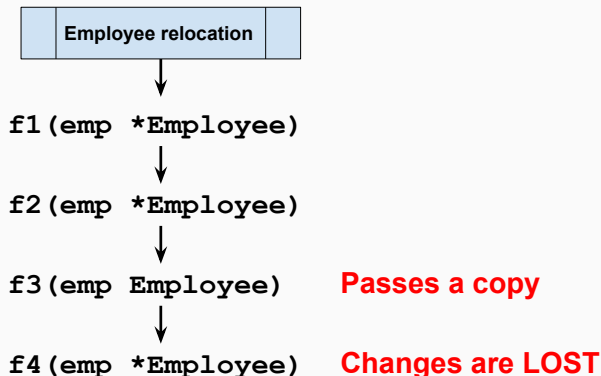 Employee relocation
f1(emp *Employee)
f2(emp *Employee)
f3(emp Employee) Passes a copy
f4(emp *Employee) Changes are LOST